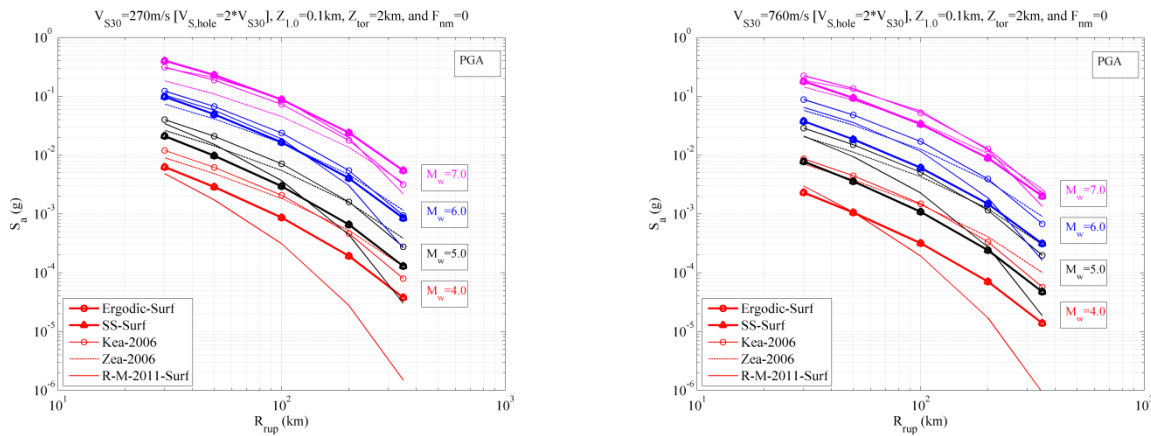 V_S30=270m/s [V_S,hole=2*V_S30], Z_1.0=0.1km, Z_tor=2km, and F_nm=0
PGA
S_a (g)
10^0
10^-1
10^-2
10^-3
10^-4
10^-5
10^-6
M_w=7.0
M_w=6.0
M_w=5.0
M_w=4.0
Ergodic-Surf
SS-Surf
Kea-2006
Zea-2006
R-M-2011-Surf
10^1
10^2
10^3
R_rup (km)
V_S30=760m/s [V_S,hole=2*V_S30], Z_1.0=0.1km, Z_tor=2km, and F_nm=0
PGA
S_a (g)
10^0
10^-1
10^-2
10^-3
10^-4
10^-5
10^-6
M_w=7.0
M_w=6.0
M_w=5.0
M_w=4.0
Ergodic-Surf
SS-Surf
Kea-2006
Zea-2006
R-M-2011-Surf
10^1
10^2
10^3
R_rup (km)